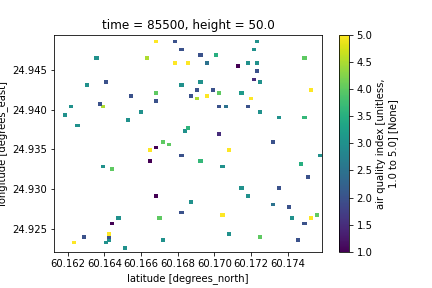 time = 85500, height = 50.0
24.945
24.940
24.935
24.930
24.925
longitude [degrees_east]
60.162 60.164 60.166 60.168 60.170 60.172 60.174
latitude [degrees_north]
5.0
4.5
4.0
3.5
3.0
2.5
2.0
1.5
1.0
air quality index [unitless,
1.0 to 5.0] [None]